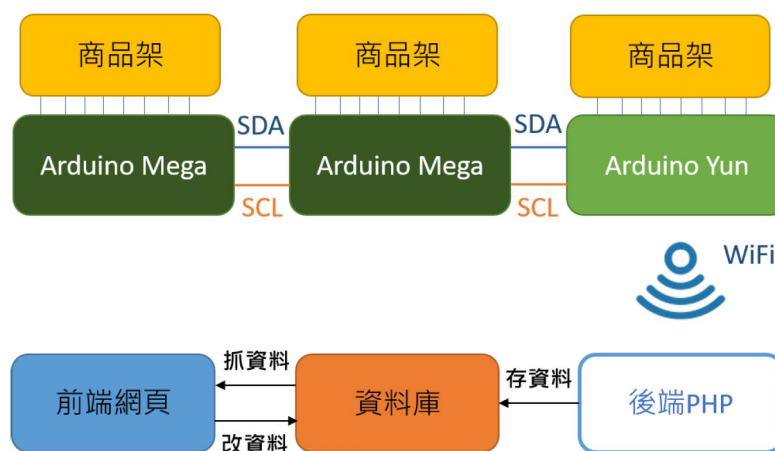 商品架
商品架
商品架
Arduino Mega
SDA
SCL
Arduino Mega
SDA
SCL
Arduino Yun
WiFi
前端網頁
抓資料
改資料
資料庫
存資料
後端PHP